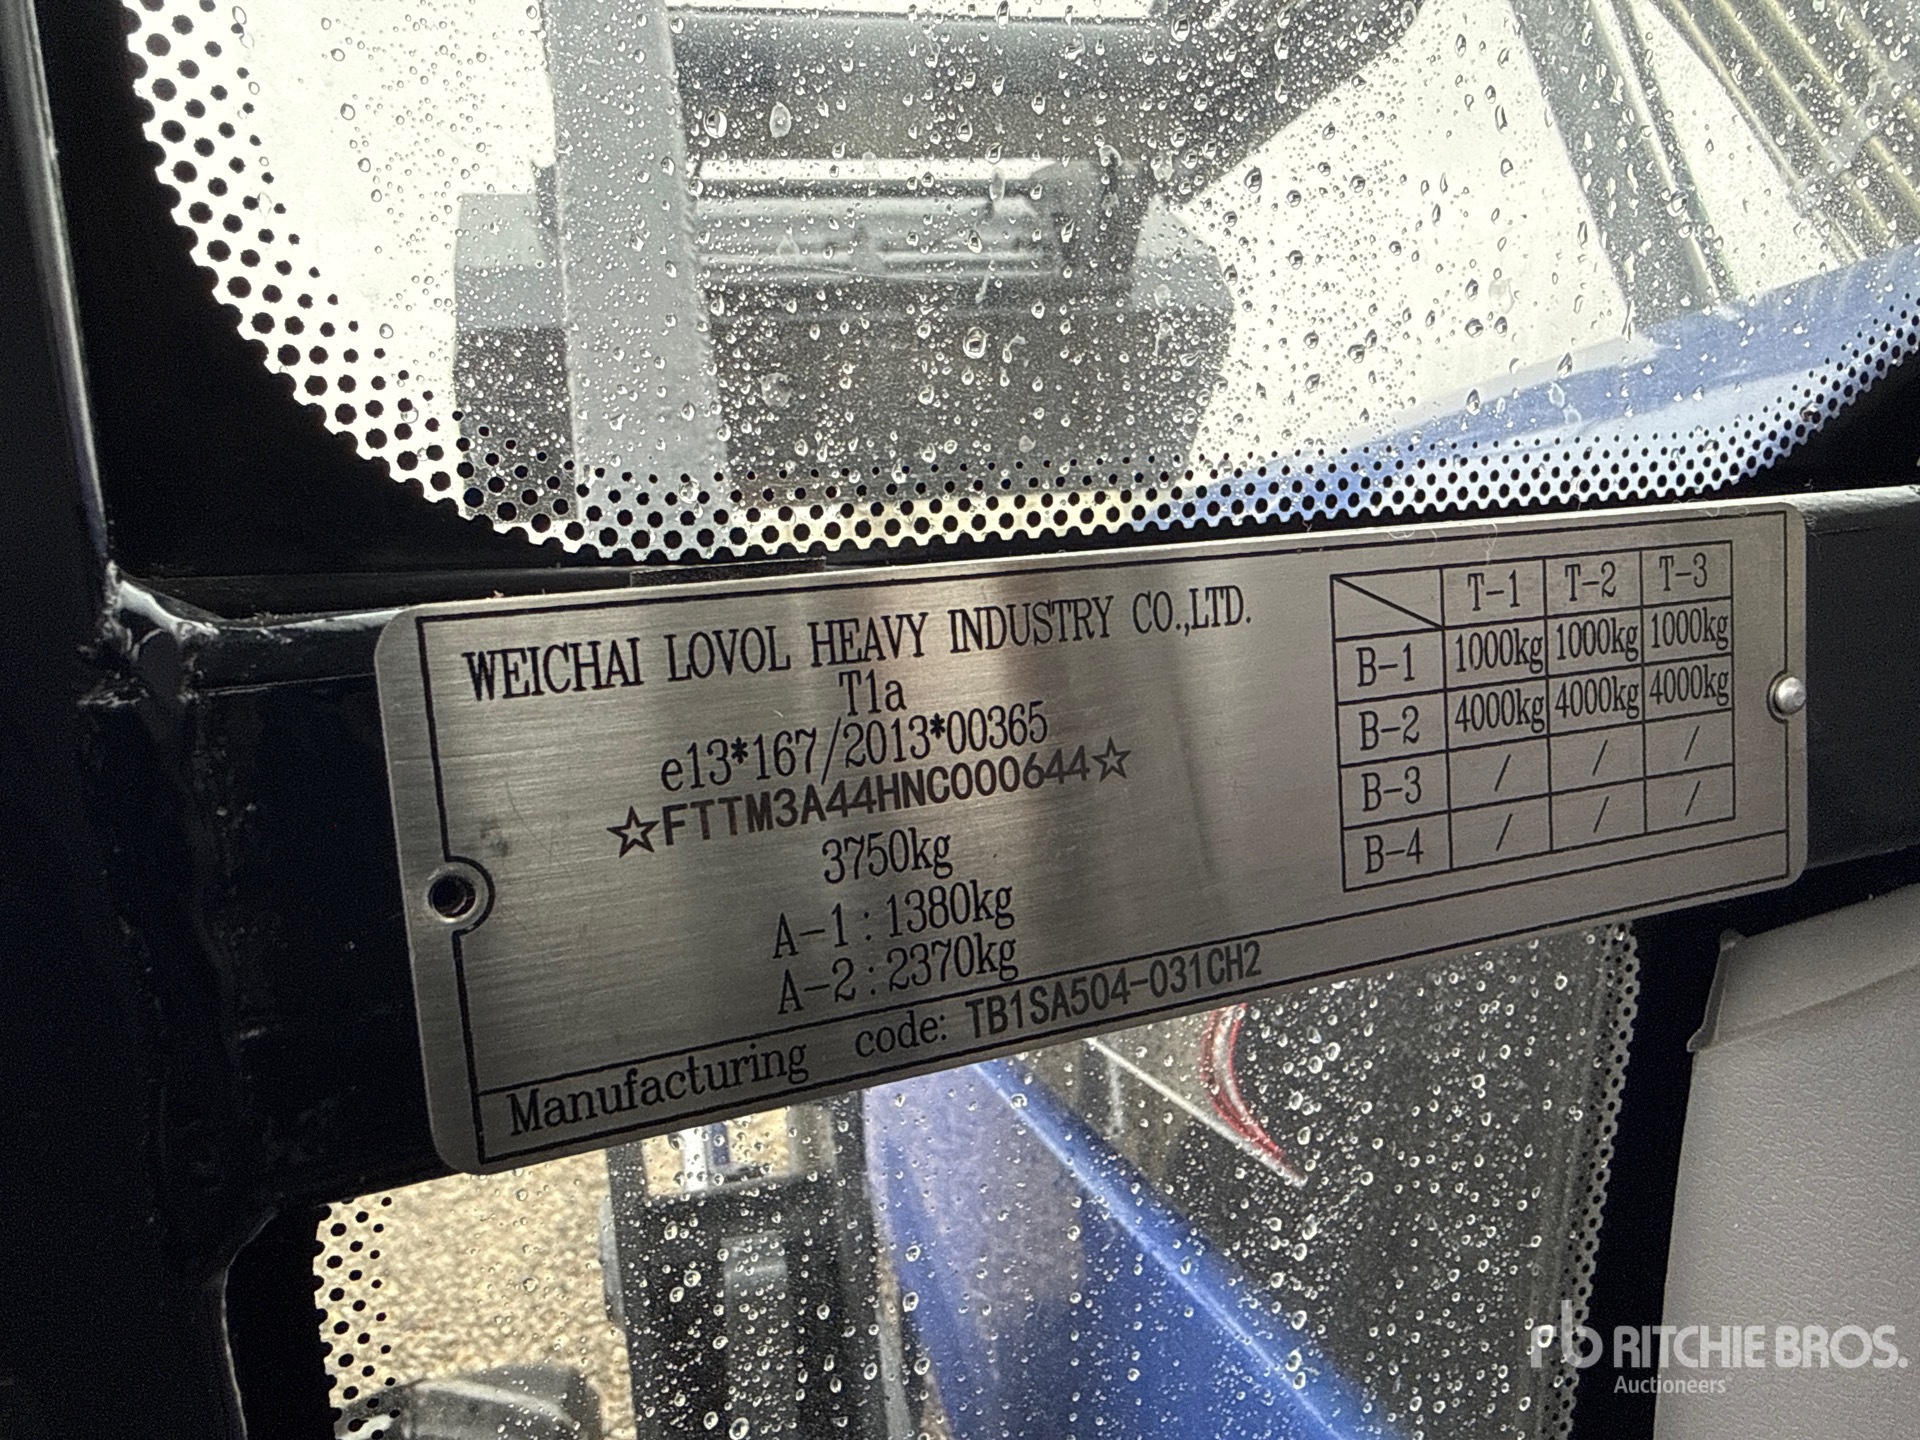 WEICHAI LOVOL HEAVY INDUSTRY CO.,LTD.
T1a
e13*167/2013*00365
☆FTTM3A44HNC000644☆
3750kg
A-1:1380kg
A-2:2370kg
Manufacturing code: TB1SA504-031CH2
T-1 T-2 T-3
B-1 1000kg 1000kg 1000kg
B-2 4000kg 4000kg 4000kg
B-3 / / /
B-4 / / /
rb RITCHIE BROS.
Auctioneers